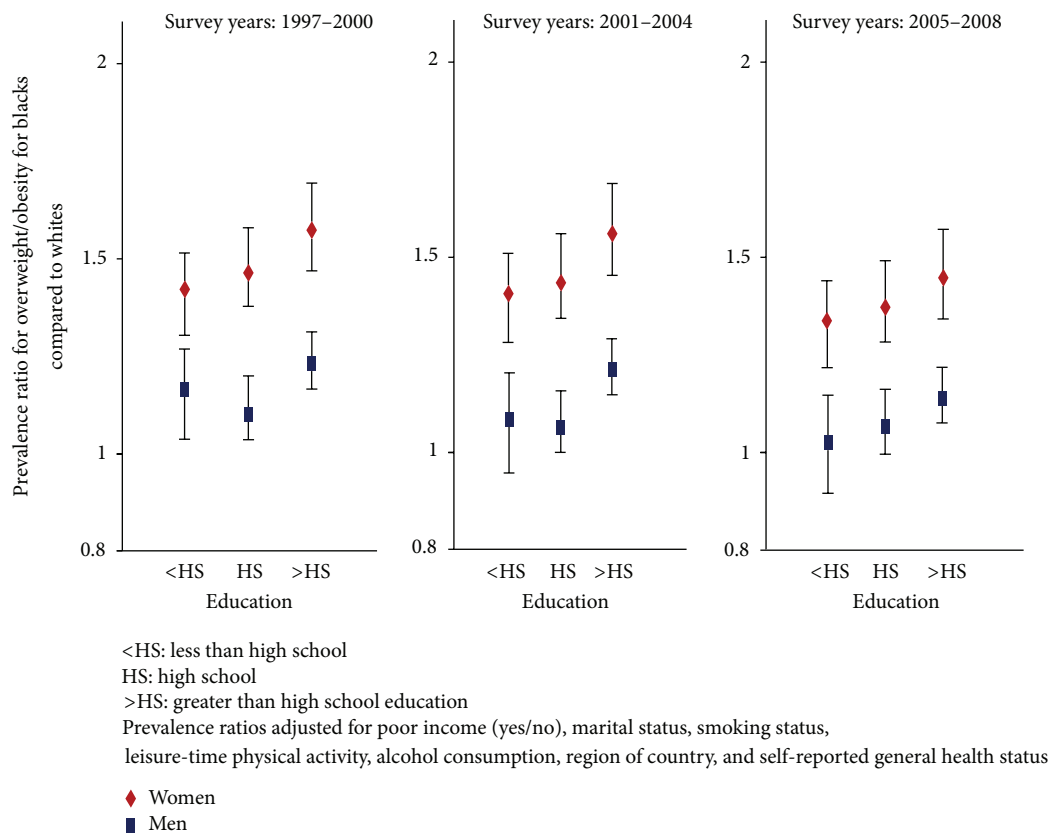 Survey years: 1997–2000
Survey years: 2001–2004
Survey years: 2005–2008
Prevalence ratio for overweight/obesity for blacks
compared to whites
2
1.5
1
0.8
<HS HS >HS
Education
2
1.5
1
0.8
<HS HS >HS
Education
2
1.5
1
0.8
<HS HS >HS
Education
<HS: less than high school
HS: high school
>HS: greater than high school education
Prevalence ratios adjusted for poor income (yes/no), marital status, smoking status,
leisure-time physical activity, alcohol consumption, region of country, and self-reported general health status
Women
Men